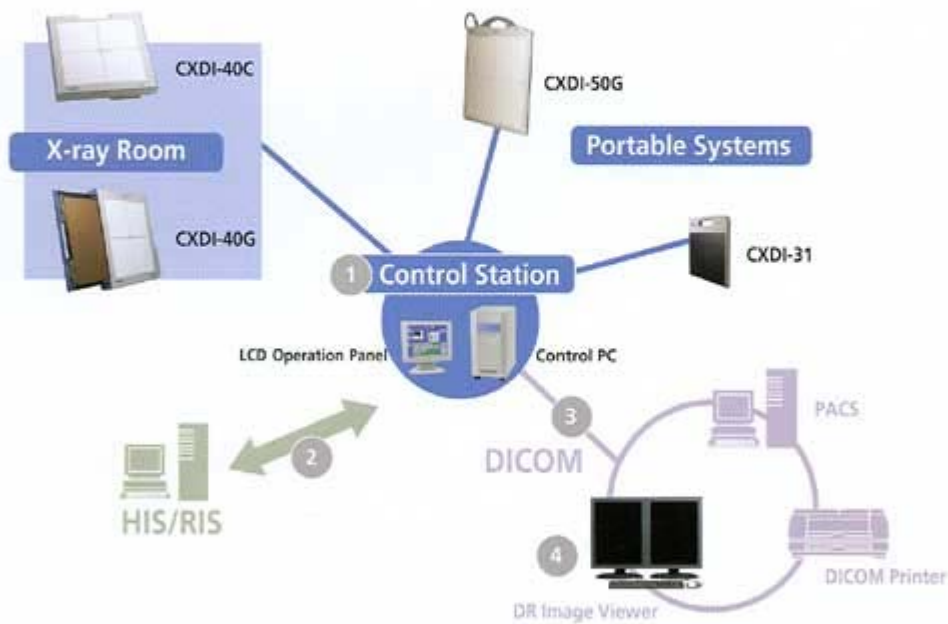 CXDI-40C
X-ray Room
CXDI-40G
CXDI-50G
Portable Systems
CXDI-31
1 Control Station
LCD Operation Panel
Control PC
2
HIS/RIS
3
DICOM
PACS
4
DR Image Viewer
DICOM Printer